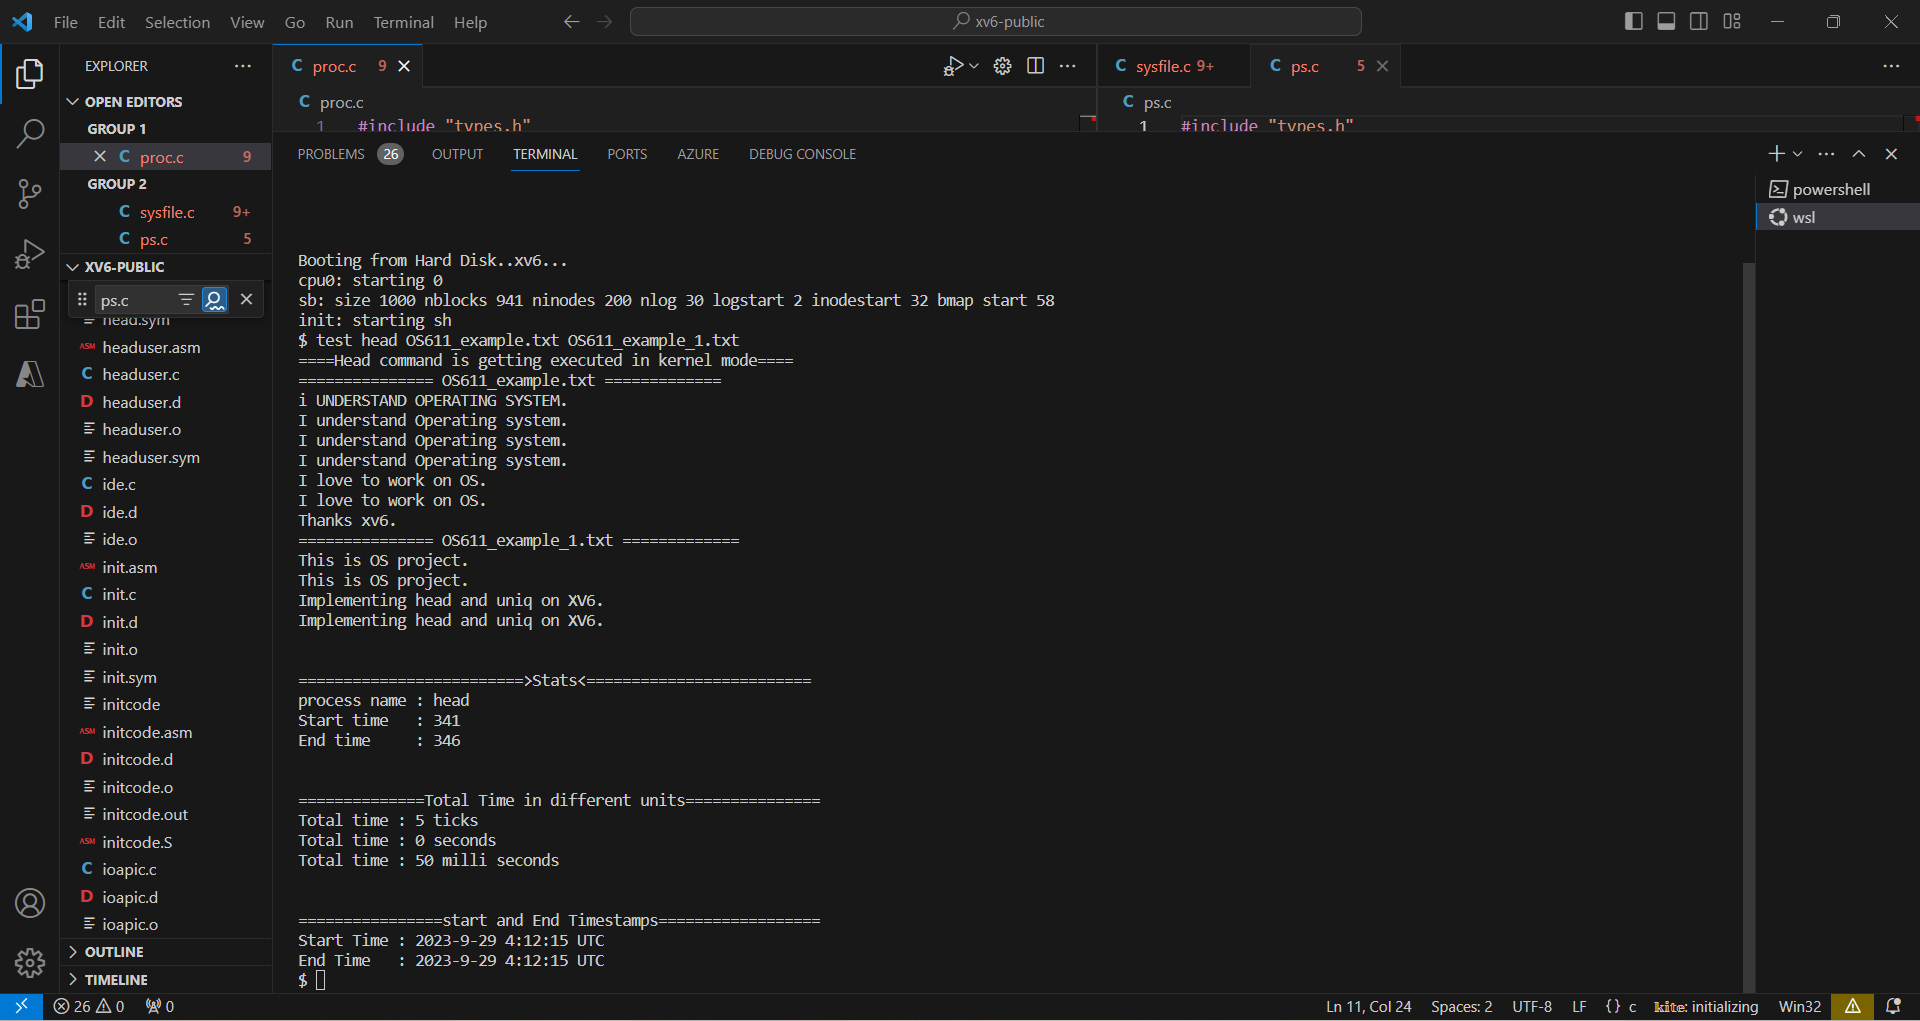 File Edit Selection View Go Run Terminal Help
xv6-public
EXPLORER
OPEN EDITORS
GROUP 1
proc.c 9
GROUP 2
sysfile.c 9+
ps.c 5
XV6-PUBLIC
ps.c
head.sym
ASM headuser.asm
C headuser.c
D headuser.d
headuser.o
headuser.sym
C ide.c
D ide.d
ide.o
ASM init.asm
C init.c
D init.d
init.o
init.sym
initcode
ASM initcode.asm
D initcode.d
initcode.o
initcode.out
ASM initcode.S
C ioapic.c
D ioapic.d
ioapic.o
OUTLINE
TIMELINE
C proc.c 9
C sysfile.c 9+
C ps.c 5
C proc.c
1 #include "types.h"
C ps.c
1 #include "types.h"
PROBLEMS 26 OUTPUT TERMINAL PORTS AZURE DEBUG CONSOLE
powershell
wsl
Booting from Hard Disk..xv6...
cpu0: starting 0
sb: size 1000 nblocks 941 ninodes 200 nlog 30 logstart 2 inodestart 32 bmap start 58
init: starting sh
$ test head OS611_example.txt OS611_example_1.txt
====Head command is getting executed in kernel mode====
=============== OS611_example.txt =============
i UNDERSTAND OPERATING SYSTEM.
I understand Operating system.
I understand Operating system.
I understand Operating system.
I love to work on OS.
I love to work on OS.
Thanks xv6.
=============== OS611_example_1.txt =============
This is OS project.
This is OS project.
Implementing head and uniq on XV6.
Implementing head and uniq on XV6.
=========================>Stats<=========================
process name : head
Start time   : 341
End time     : 346
==============Total Time in different units===============
Total time : 5 ticks
Total time : 0 seconds
Total time : 50 milli seconds
================start and End Timestamps==================
Start Time : 2023-9-29 4:12:15 UTC
End Time   : 2023-9-29 4:12:15 UTC
$
26 0 0
Ln 11, Col 24 Spaces: 2 UTF-8 LF {} c kite: initializing Win32